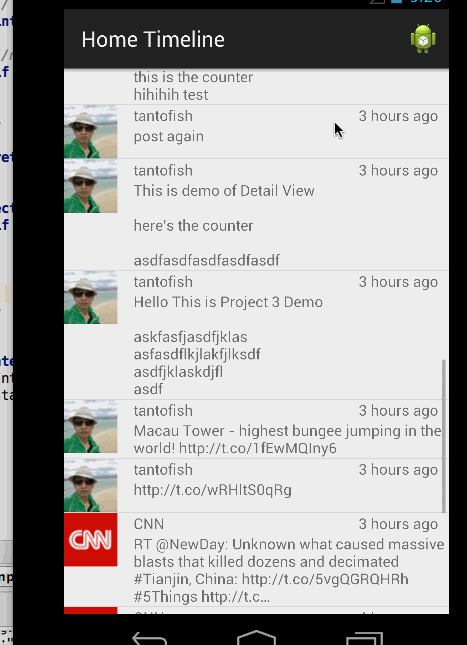 Home Timeline
this is the counter
hihihih test
tantofish 3 hours ago
post again
tantofish 3 hours ago
This is demo of Detail View
here's the counter
asdfasdfasdfasdfasdf
tantofish 3 hours ago
Hello This is Project 3 Demo
askfasfjasdfjklas
asfasdflkjlakfjlksdf
asdfjklaskdjfl
asdf
tantofish 3 hours ago
Macau Tower - highest bungee jumping in the
world! http://t.co/1fEwMQIny6
tantofish 3 hours ago
http://t.co/wRHltS0qRg
CNN
CNN 3 hours ago
RT @NewDay: Unknown what caused massive
blasts that killed dozens and decimated
#Tianjin, China: http://t.co/5vgQGRQHRh
#5Things http://t.c...